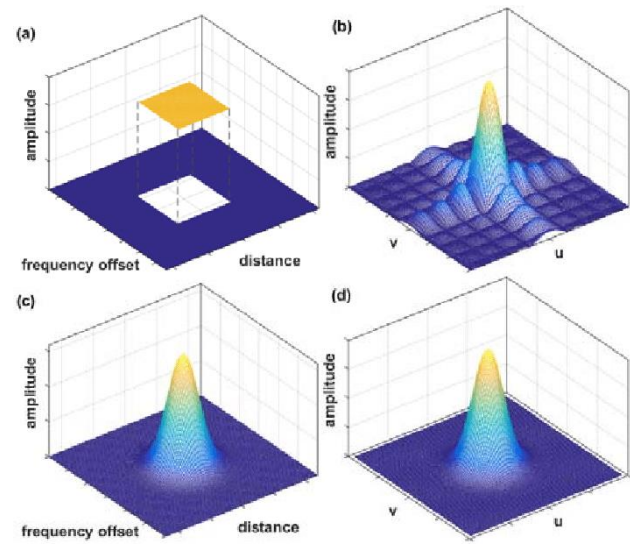 (a)
amplitude
frequency offset
distance
(b)
amplitude
v
u
(c)
amplitude
frequency offset
distance
(d)
amplitude
v
u